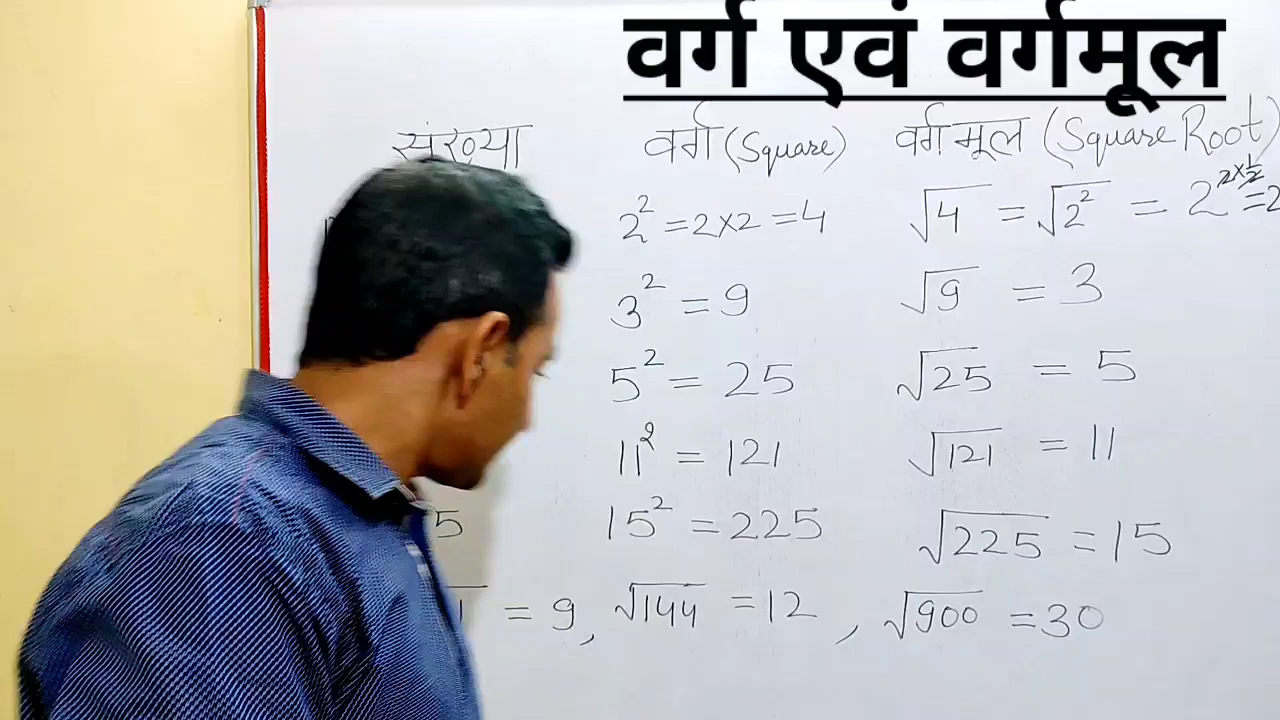 वर्ग एवं वर्गमूल
संख्या वर्ग (Square) वर्गमूल (Square Root)
2² = 2×2 = 4 √4 = √2² = 2^(2×1/2) = 2
3² = 9 √9 = 3
5² = 25 √25 = 5
11² = 121 √121 = 11
5 15² = 225 √225 = 15
1 = 9, √144 = 12, √900 = 30